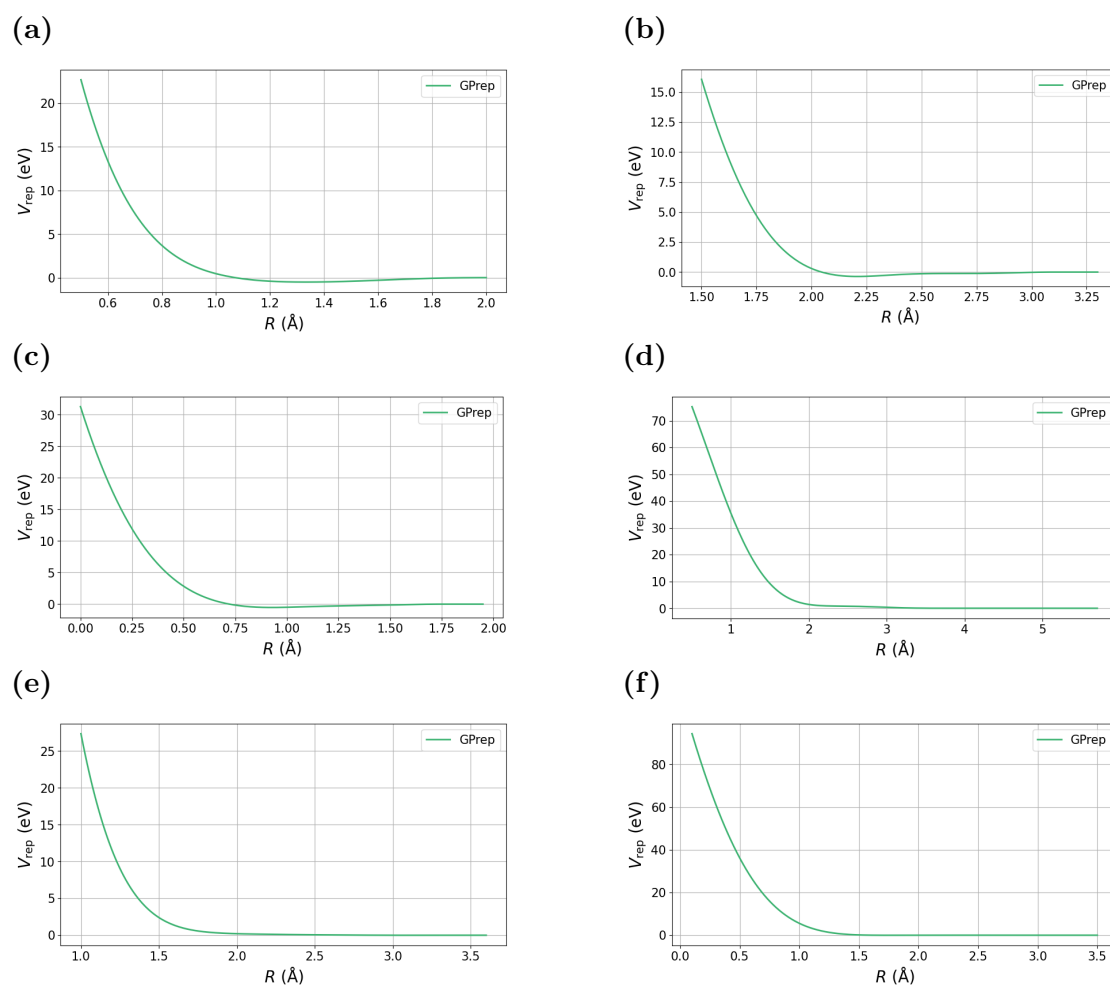 (a)
GPrep
20
15
10
5
0
V_rep (eV)
0.6 0.8 1.0 1.2 1.4 1.6 1.8 2.0
R (Å)
(b)
GPrep
15.0
12.5
10.0
7.5
5.0
2.5
0.0
V_rep (eV)
1.50 1.75 2.00 2.25 2.50 2.75 3.00 3.25
R (Å)
(c)
GPrep
30
25
20
15
10
5
0
V_rep (eV)
0.00 0.25 0.50 0.75 1.00 1.25 1.50 1.75 2.00
R (Å)
(d)
GPrep
70
60
50
40
30
20
10
0
V_rep (eV)
1 2 3 4 5
R (Å)
(e)
GPrep
25
20
15
10
5
0
V_rep (eV)
1.0 1.5 2.0 2.5 3.0 3.5
R (Å)
(f)
GPrep
80
60
40
20
0
V_rep (eV)
0.0 0.5 1.0 1.5 2.0 2.5 3.0 3.5
R (Å)